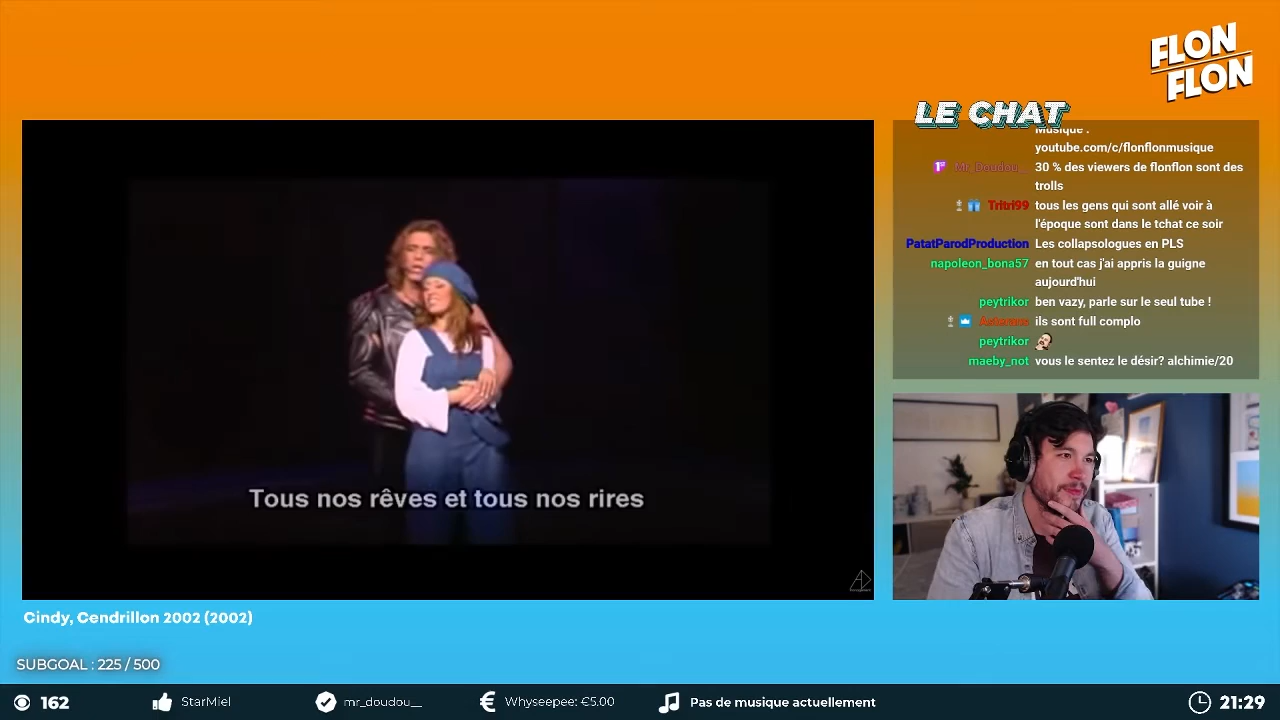 FLON
FLON
LE CHAT
Musique :
youtube.com/c/flonflonmusique
Mr_Doudou__ 30 % des viewers de flonflon sont des
trolls
Tritri99 tous les gens qui sont allé voir à
l'époque sont dans le tchat ce soir
PatatParodProduction Les collapsologues en PLS
napoleon_bona57 en tout cas j'ai appris la guigne
aujourd'hui
peytrikor ben vazy, parle sur le seul tube !
Asterans ils sont full complo
peytrikor
maeby_not vous le sentez le désir? alchimie/20
Tous nos rêves et tous nos rires
Cindy, Cendrillon 2002 (2002)
SUBGOAL : 225 / 500
162 StarMiel mr_doudou__ € Whyseepee: €5.00 Pas de musique actuellement 21:29